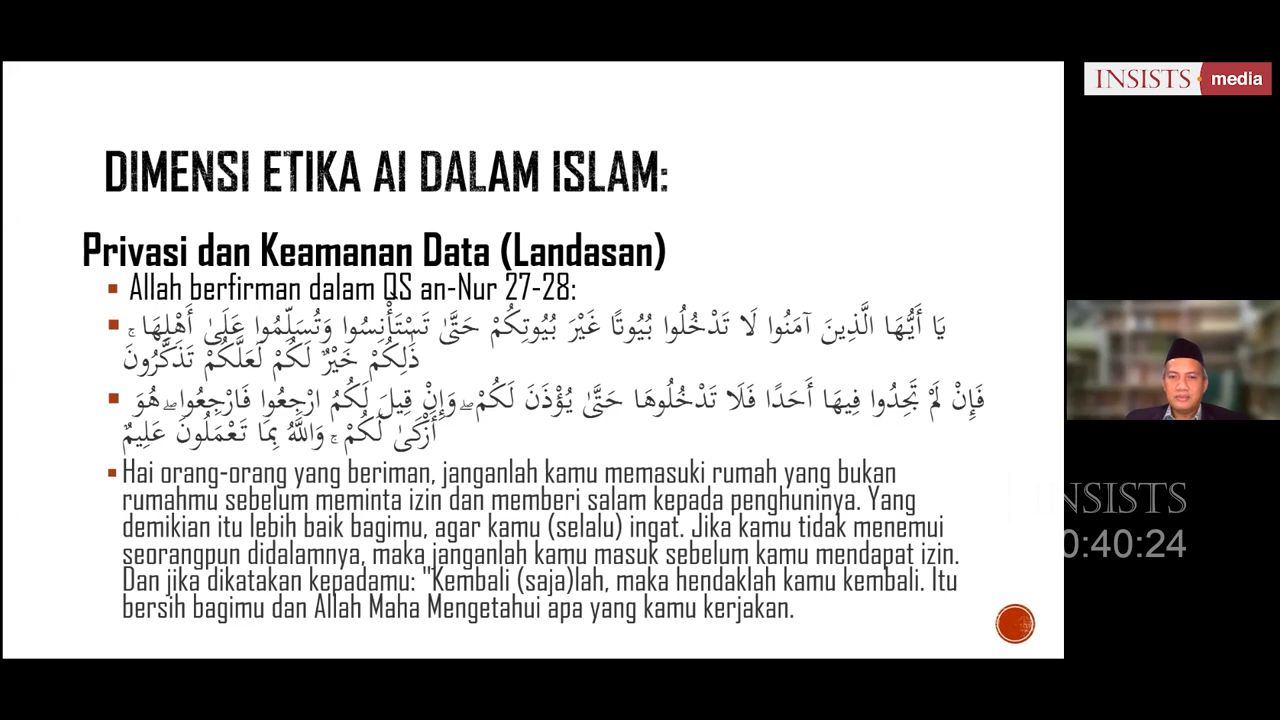 DIMENSI ETIKA AI DALAM ISLAM:
Privasi dan Keamanan Data (Landasan)
▪ Allah berfirman dalam QS an-Nur 27-28:
▪ يَا أَيُّهَا الَّذِينَ آمَنُوا لَا تَدْخُلُوا بُيُوتًا غَيْرَ بُيُوتِكُمْ حَتَّىٰ تَسْتَأْنِسُوا وَتُسَلِّمُوا عَلَىٰ أَهْلِهَا ۚ
ذَٰلِكُمْ خَيْرٌ لَكُمْ لَعَلَّكُمْ تَذَكَّرُونَ
▪ فَإِنْ لَمْ تَجِدُوا فِيهَا أَحَدًا فَلَا تَدْخُلُوهَا حَتَّىٰ يُؤْذَنَ لَكُمْ ۖ وَإِنْ قِيلَ لَكُمُ ارْجِعُوا فَارْجِعُوا ۖ هُوَ
أَزْكَىٰ لَكُمْ ۚ وَاللَّهُ بِمَا تَعْمَلُونَ عَلِيمٌ
▪ Hai orang-orang yang beriman, janganlah kamu memasuki rumah yang bukan
rumahmu sebelum meminta izin dan memberi salam kepada penghuninya. Yang
demikian itu lebih baik bagimu, agar kamu (selalu) ingat. Jika kamu tidak menemui
seorangpun didalamnya, maka janganlah kamu masuk sebelum kamu mendapat izin.
Dan jika dikatakan kepadamu: "Kembali (saja)lah, maka hendaklah kamu kembali. Itu
bersih bagimu dan Allah Maha Mengetahui apa yang kamu kerjakan.
INSISTS media
INSISTS
0:40:24